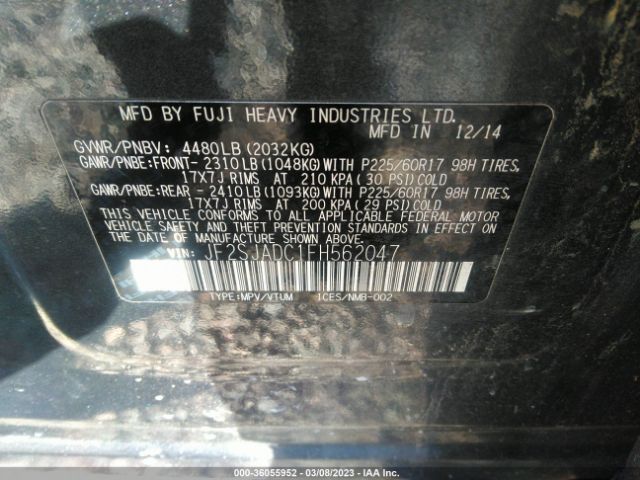 MFD BY FUJI HEAVY INDUSTRIES LTD.
MFD IN 12/14
GVWR/PNBV: 4480LB (2032KG)
GAWR/PNBE:FRONT- 2310LB(1048KG)WITH P225/60R17 98H TIRES,
17X7J RIMS AT 210 KPA(30 PSI)COLD
GAWR/PNBE:REAR - 2410LB(1093KG)WITH P225/60R17 98H TIRES,
17X7J RIMS AT 200 KPA(29 PSI)COLD
THIS VEHICLE CONFORMS TO ALL APPLICABLE FEDERAL MOTOR
VEHICLE SAFETY AND THEFT PREVENTION STANDARDS IN EFFECT
ON THE DATE OF MANUFACTURE SHOWN ABOVE.
VIN: JF2SJADC1FH562047
TYPE:MPV/VTUM ICES/NMB-002
000-36055952 - 03/08/2023 - IAA Inc.